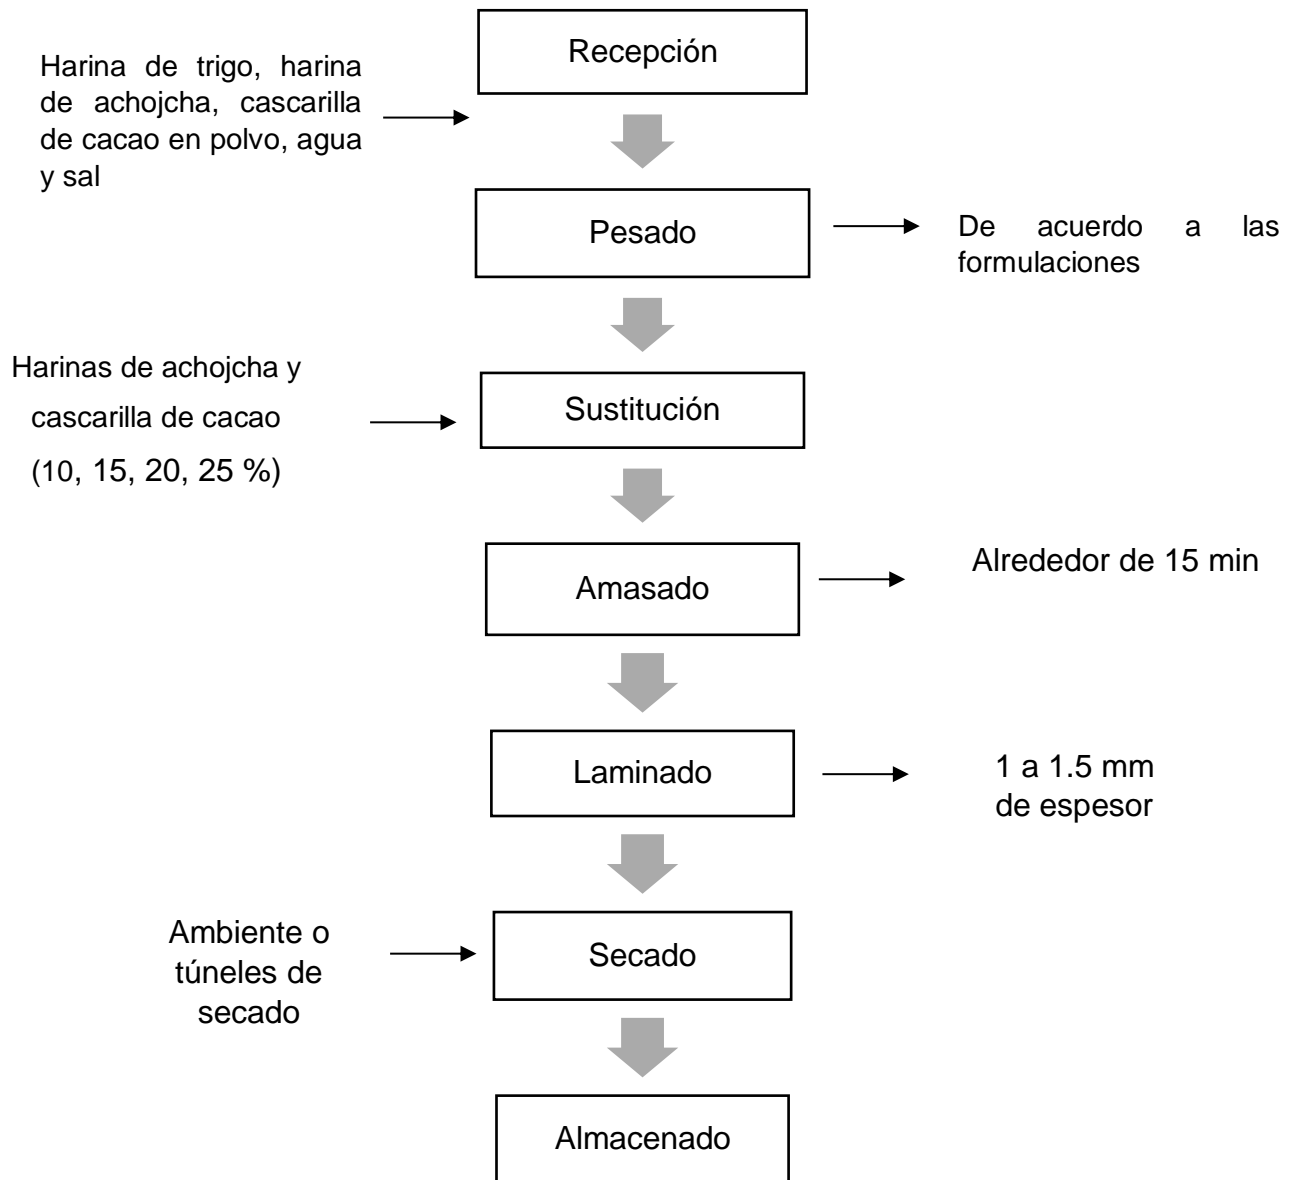 Recepción
Harina de trigo, harina
de achojcha, cascarilla
de cacao en polvo, agua
y sal
Pesado
De acuerdo a las
formulaciones
Harinas de achojcha y
cascarilla de cacao
(10, 15, 20, 25 %)
Sustitución
Amasado
Alrededor de 15 min
Laminado
1 a 1.5 mm
de espesor
Ambiente o
túneles de
secado
Secado
Almacenado